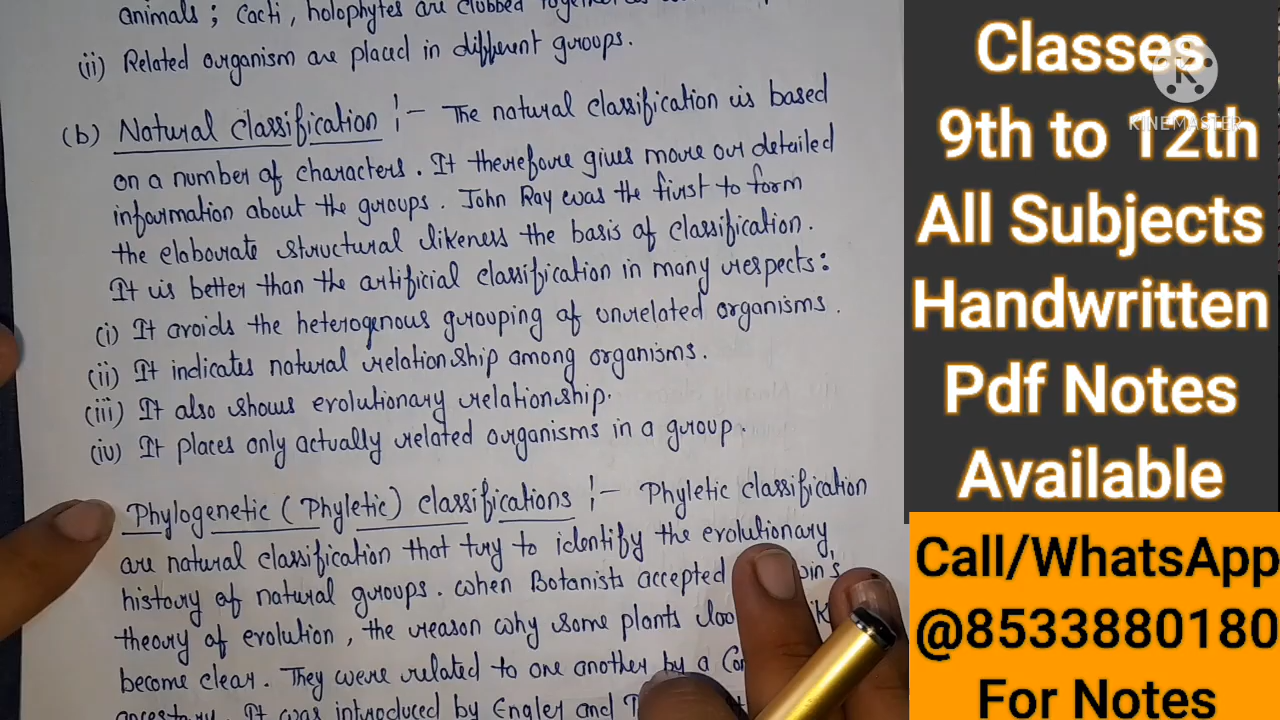 animals ; Cacti, holophytes are clubbed together
(ii) Related organism are placed in different groups.
(b) Natural classification :- The natural classification is based
on a number of characters. It therefore gives more or detailed
information about the groups. John Ray was the first to form
the elaborate structural likeness the basis of classification.
It is better than the artificial classification in many respects:
(i) It avoids the heterogenous grouping of unrelated organisms.
(ii) It indicates natural relationship among organisms.
(iii) It also shows evolutionary relationship.
(iv) It places only actually related organisms in a group.
Phylogenetic (Phyletic) classifications :- Phyletic classification
are natural classification that try to identify the evolutionary
history of natural groups. When Botanists accepted
theory of evolution, the reason why some plants
become clear. They were related to one another by a
ancestry. It was introduced by Engler and
Classes
9th to 12th
All Subjects
Handwritten
Pdf Notes
Available
KINEMASTER
Call/WhatsApp
@8533880180
For Notes